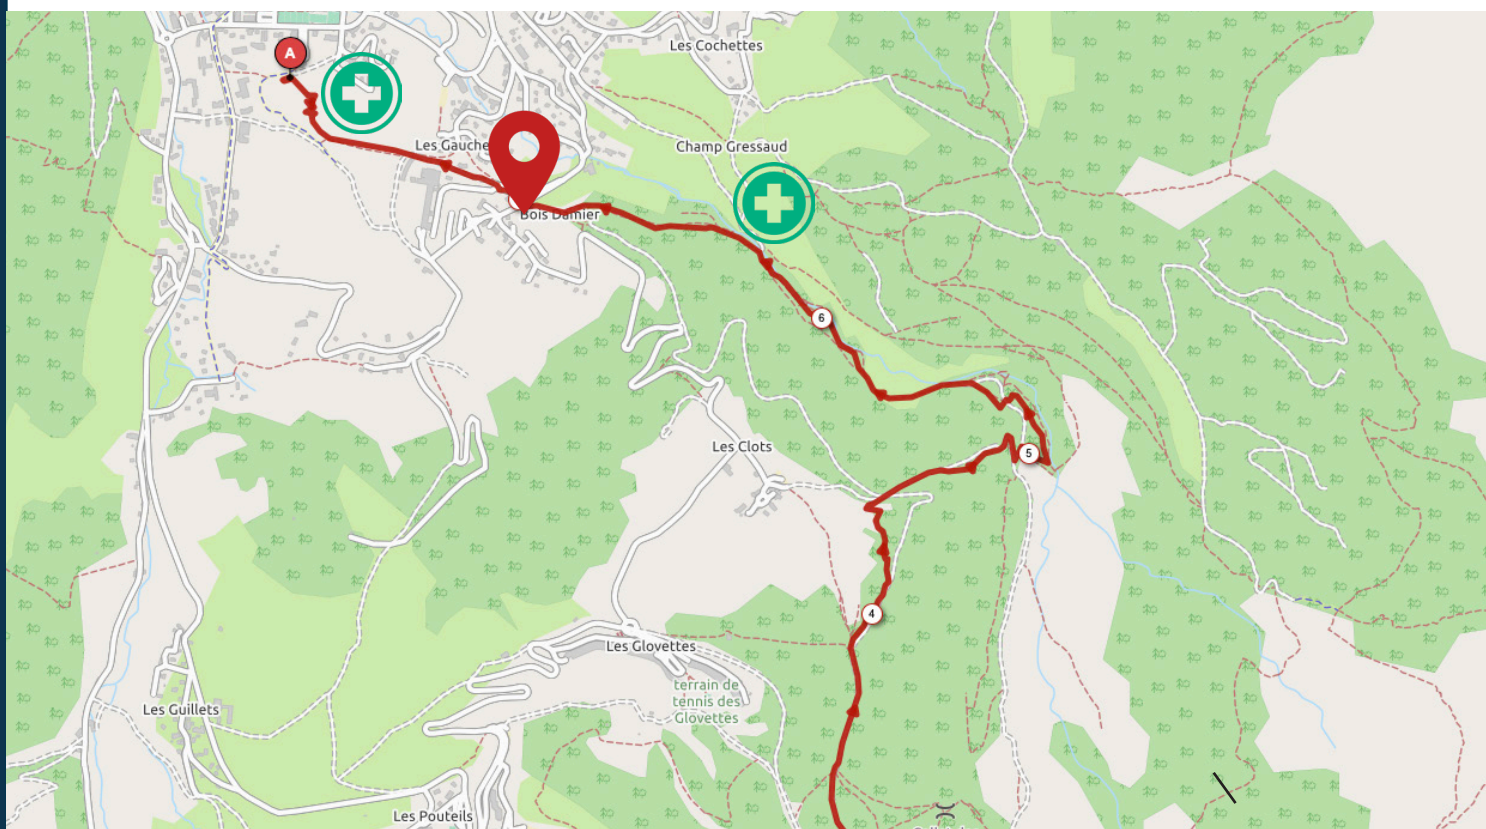 A
Les Cochettes
Les Gauche
Champ Gressaud
Bois Damier
6
Les Clots
5
4
Les Glovettes
terrain de
tennis des
Glovettes
Les Guillets
Les Pouteils